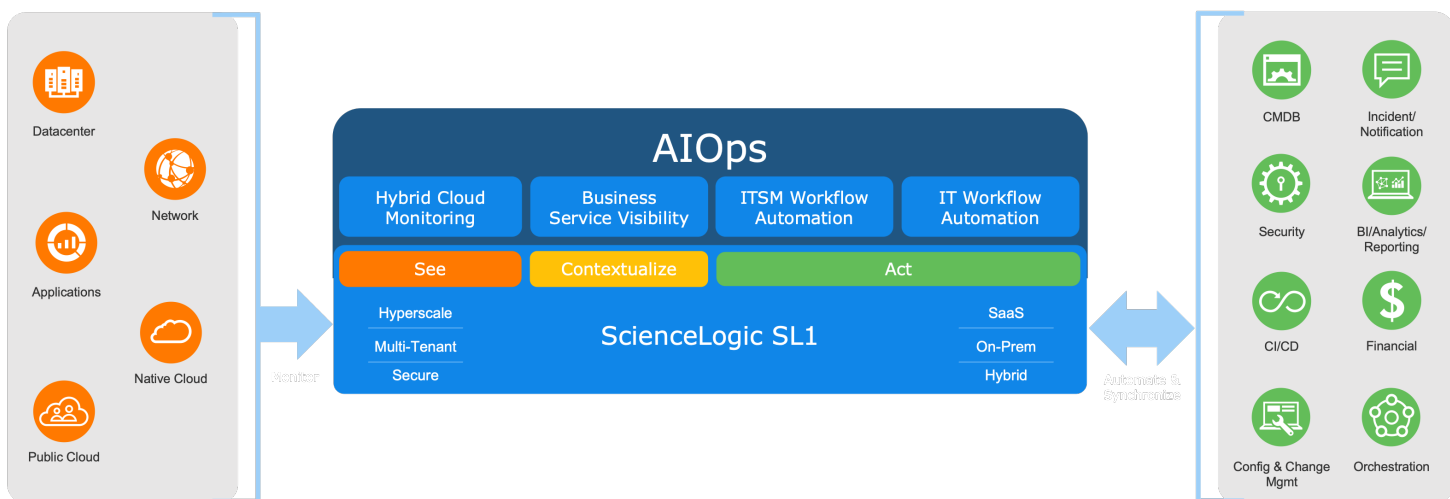 Datacenter
Network
Applications
Native Cloud
Public Cloud
Monitor
AIOps
Hybrid Cloud
Monitoring
Business
Service Visibility
ITSM Workflow
Automation
IT Workflow
Automation
See
Contextualize
Act
Hyperscale
Multi-Tenant
Secure
ScienceLogic SL1
SaaS
On-Prem
Hybrid
Automate &
Synchronize
CMDB
Incident/
Notification
Security
BI/Analytics/
Reporting
CI/CD
Financial
Config & Change
Mgmt
Orchestration